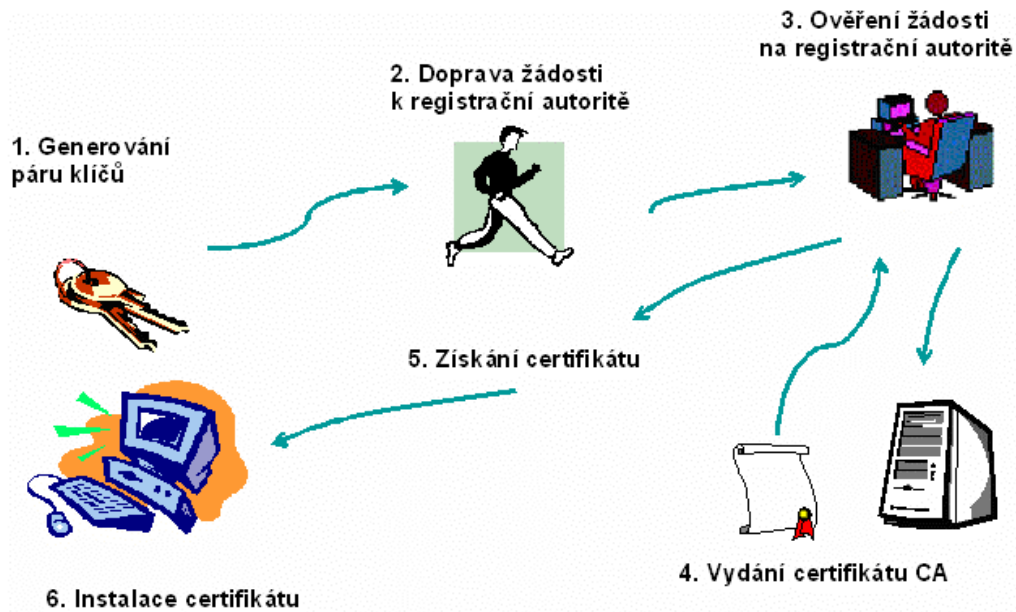 1. Generování
páru klíčů
2. Doprava žádosti
k registrační autoritě
3. Ověření žádosti
na registrační autoritě
4. Vydání certifikátu CA
5. Získání certifikátu
6. Instalace certifikátu